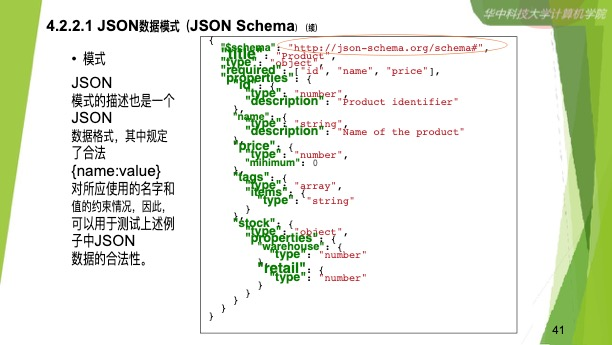 华中科技大学计算机学院
4.2.2.1 JSON数据模式（JSON Schema）（续）
• 模式
JSON
模式的描述也是一个
JSON
数据格式，其中规定
了合法
{name:value}
对所应使用的名字和
值的约束情况，因此，
可以用于测试上述例
子中JSON
数据的合法性。
{
"$schema": "http://json-schema.org/schema#",
"title": "Product",
"type": "object",
"required": ["id", "name", "price"],
"properties": {
"id": {
"type": "number",
"description": "Product identifier"
},
"name": {
"type": "string",
"description": "Name of the product"
},
"price": {
"type": "number",
"minimum": 0
},
"tags": {
"type": "array",
"items": {
"type": "string"
}
},
"stock": {
"type": "object",
"properties": {
"warehouse": {
"type": "number"
},
"retail": {
"type": "number"
}
}
}
}
}
41